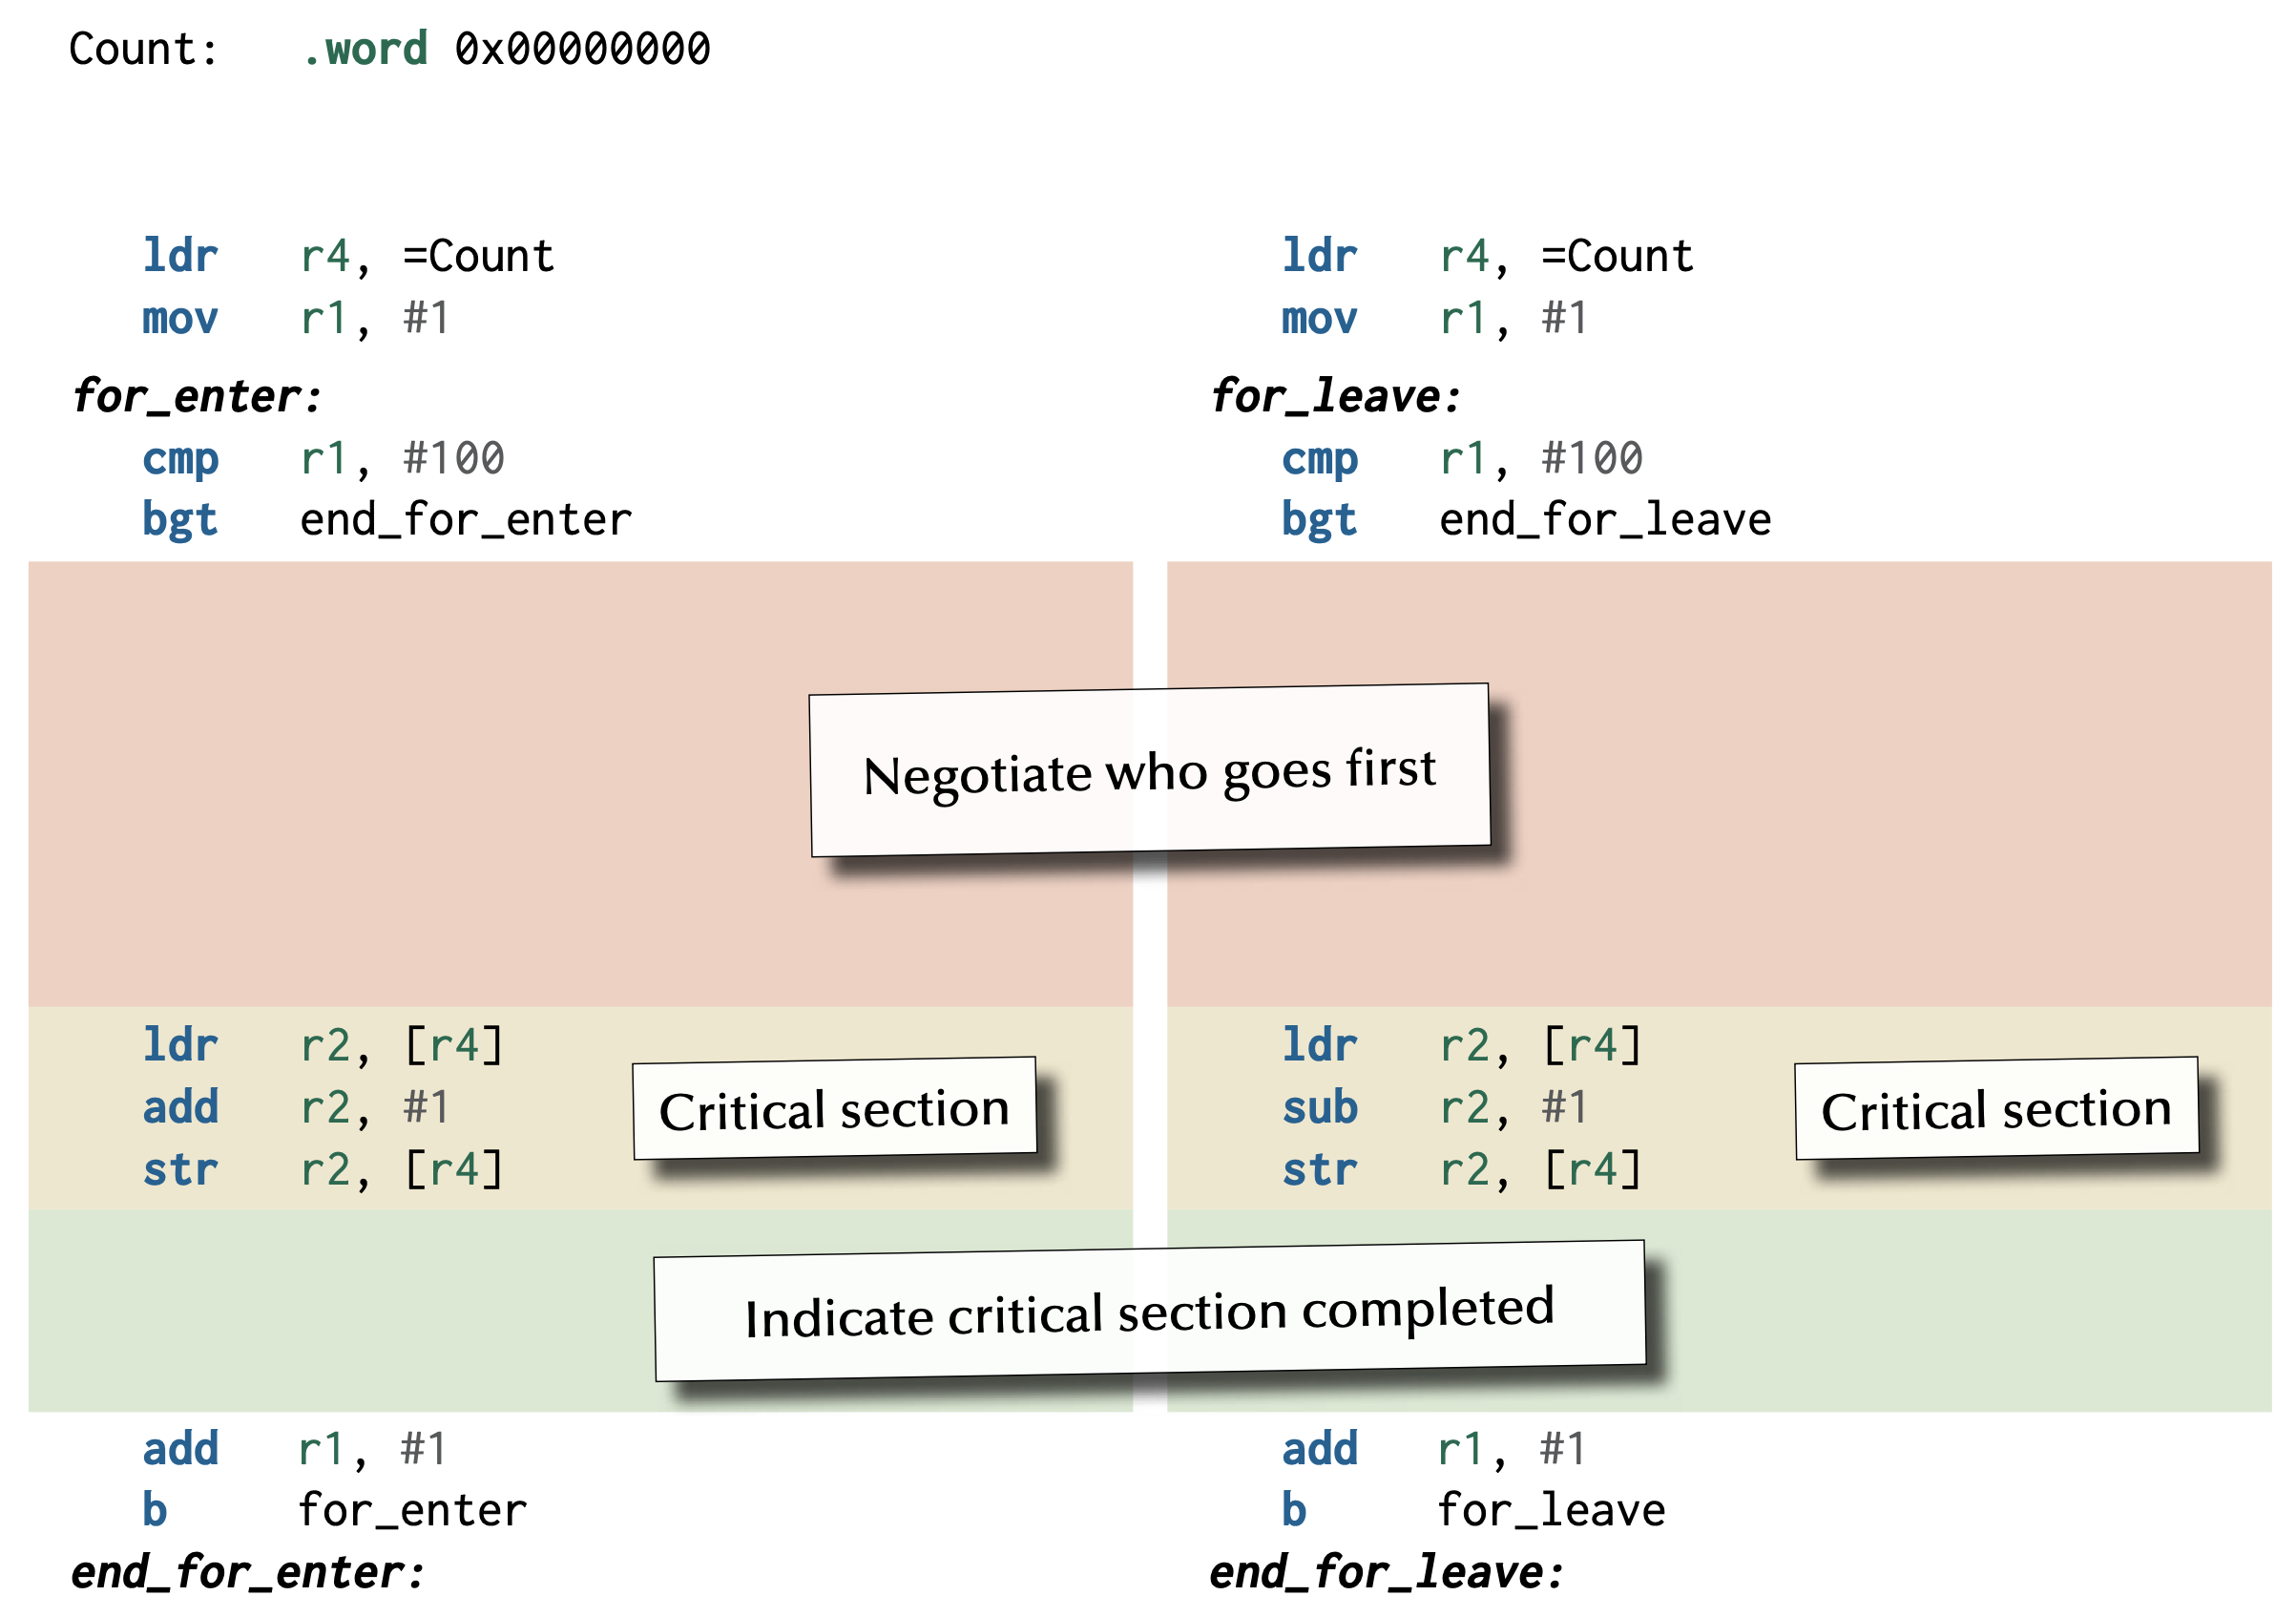 Count: .word 0x00000000
ldr r4, =Count
mov r1, #1
for_enter:
cmp r1, #100
bgt end_for_enter
ldr r4, =Count
mov r1, #1
for_leave:
cmp r1, #100
bgt end_for_leave
Negotiate who goes first
ldr r2, [r4]
add r2, #1
str r2, [r4]
Critical section
ldr r2, [r4]
sub r2, #1
str r2, [r4]
Critical section
Indicate critical section completed
add r1, #1
b for_enter
end_for_enter:
add r1, #1
b for_leave
end_for_leave: